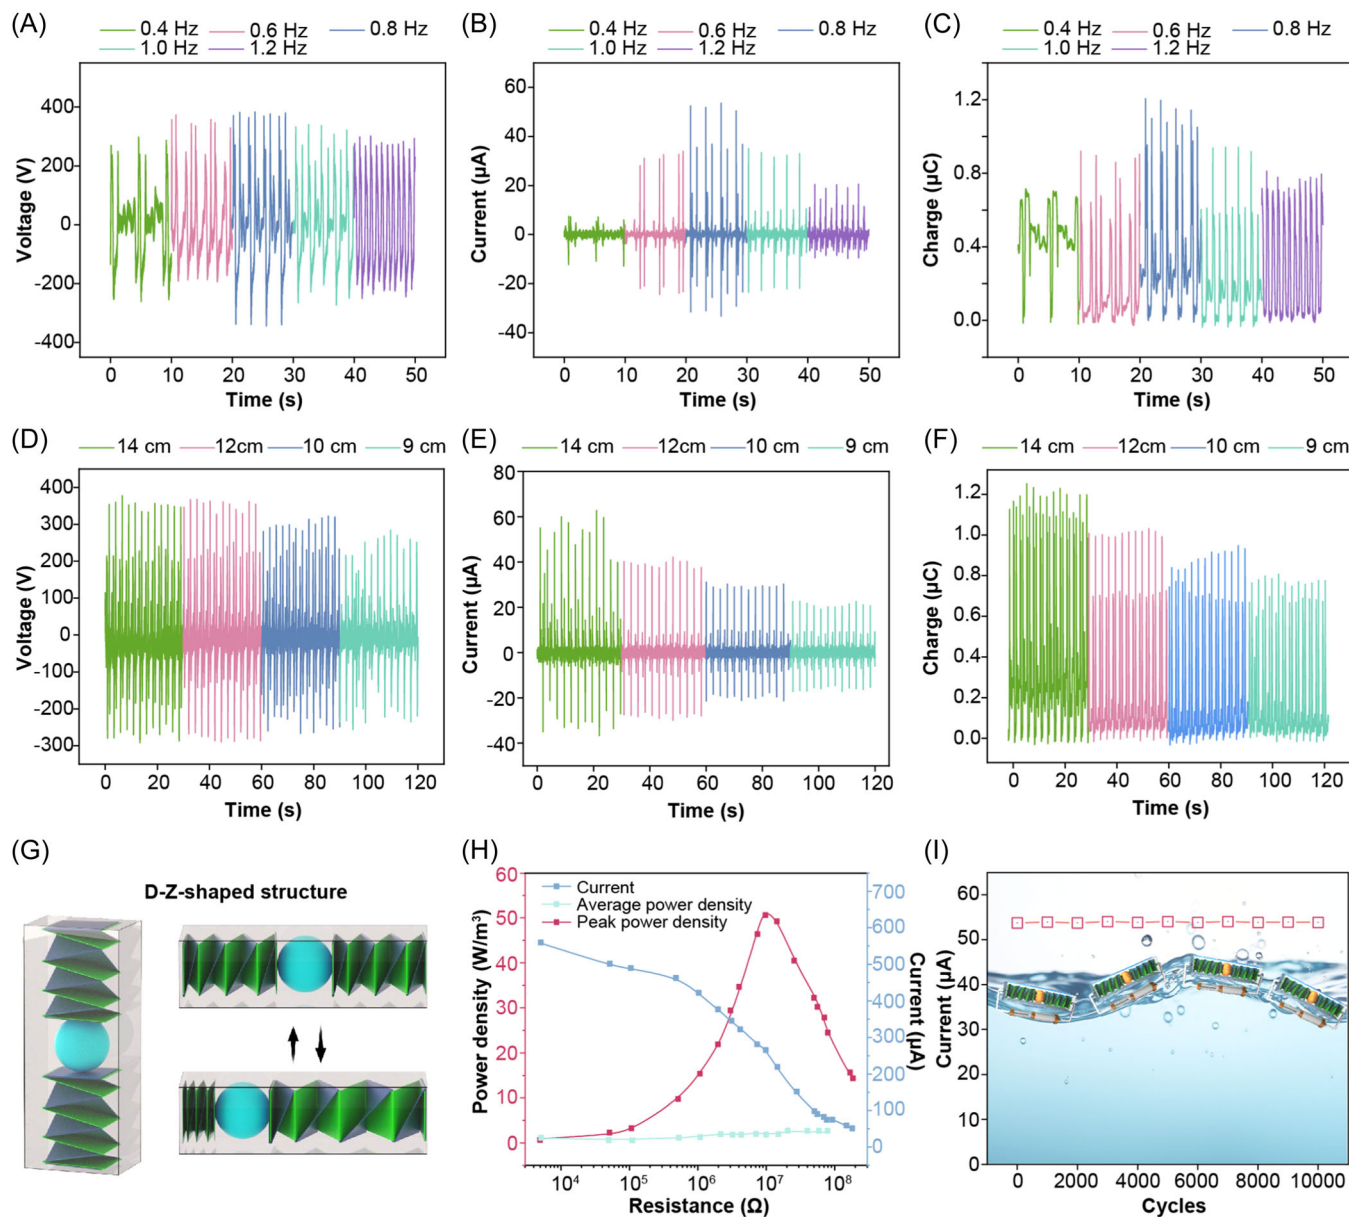 (A)
0.4 Hz 0.6 Hz 0.8 Hz
1.0 Hz 1.2 Hz
Voltage (V)
400
200
0
-200
-400
0 10 20 30 40 50
Time (s)
(B)
0.4 Hz 0.6 Hz 0.8 Hz
1.0 Hz 1.2 Hz
Current (µA)
60
40
20
0
-20
-40
0 10 20 30 40 50
Time (s)
(C)
0.4 Hz 0.6 Hz 0.8 Hz
1.0 Hz 1.2 Hz
Charge (µC)
1.2
0.8
0.4
0.0
0 10 20 30 40 50
Time (s)
(D)
14 cm 12cm 10 cm 9 cm
Voltage (V)
400
300
200
100
0
-100
-200
-300
0 20 40 60 80 100 120
Time (s)
(E)
14 cm 12cm 10 cm 9 cm
Current (µA)
80
60
40
20
0
-20
-40
0 20 40 60 80 100 120
Time (s)
(F)
14 cm 12cm 10 cm 9 cm
Charge (µC)
1.2
1.0
0.8
0.6
0.4
0.2
0.0
0 20 40 60 80 100 120
Time (s)
(G)
D-Z-shaped structure
(H)
Current
Average power density
Peak power density
Power density (W/m³)
60
50
40
30
20
10
0
10⁴ 10⁵ 10⁶ 10⁷ 10⁸
Resistance (Ω)
700
600
500
400
300
200
100
0
Current (µA)
(I)
Current (µA)
60
50
40
30
20
10
0
0 2000 4000 6000 8000 10000
Cycles